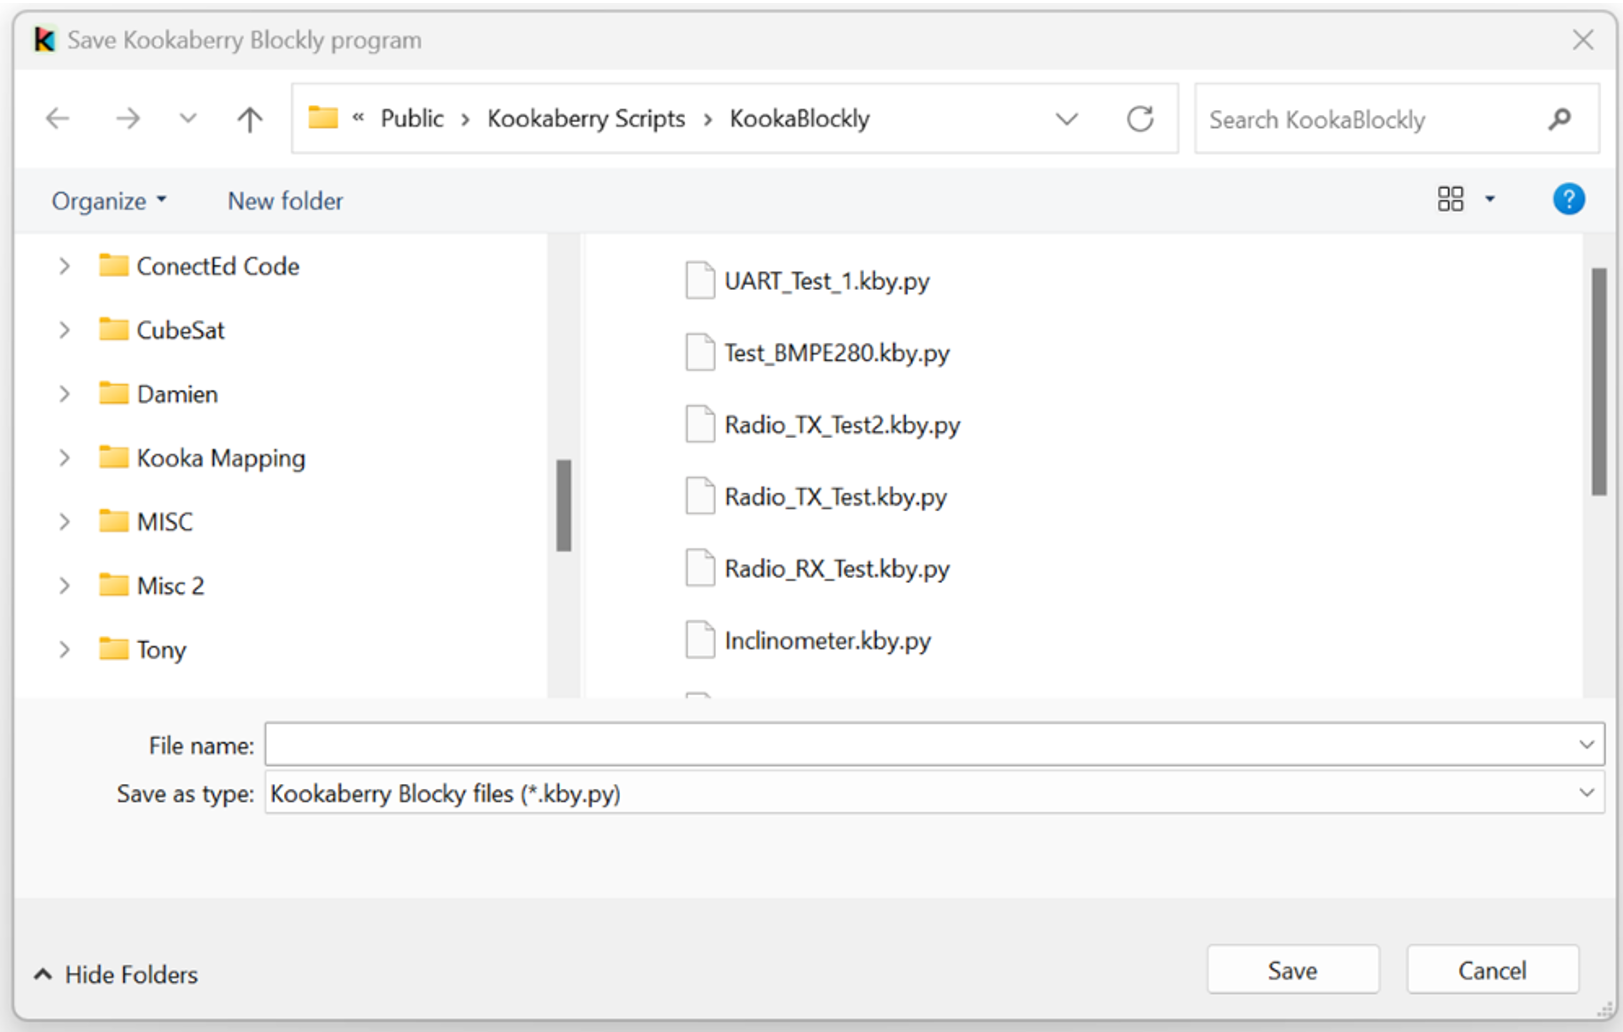 Save Kookaberry Blockly program
« Public > Kookaberry Scripts > KookaBlockly
Search KookaBlockly
Organize
New folder
?
ConectEd Code
CubeSat
Damien
Kooka Mapping
MISC
Misc 2
Tony
UART_Test_1.kby.py
Test_BMPE280.kby.py
Radio_TX_Test2.kby.py
Radio_TX_Test.kby.py
Radio_RX_Test.kby.py
Inclinometer.kby.py
File name:
Save as type: Kookaberry Blocky files (*.kby.py)
Hide Folders
Save
Cancel